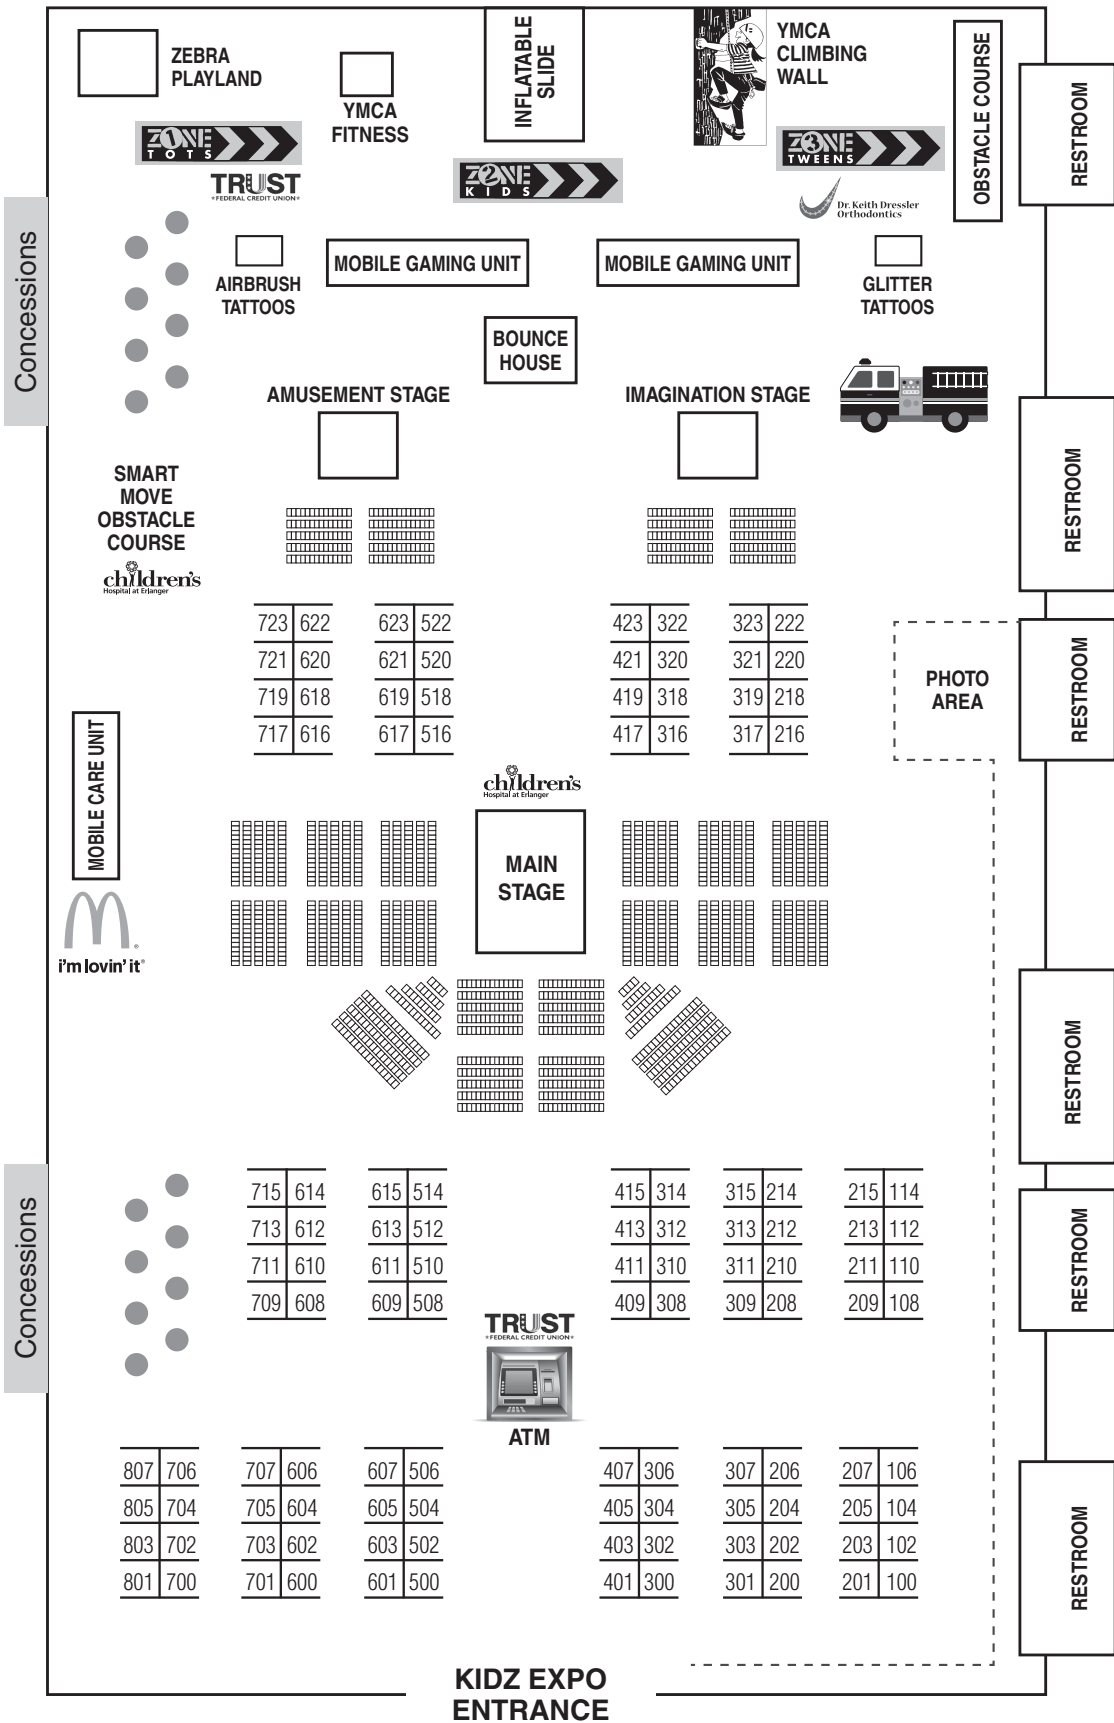 ZEBRA
PLAYLAND
YMCA
FITNESS
INFLATABLE
SLIDE
YMCA
CLIMBING
WALL
OBSTACLE COURSE
RESTROOM
ZONE 1
TOTS
TRUST
FEDERAL CREDIT UNION
ZONE 2
KIDS
ZONE 3
TWEENS
Dr. Keith Dressler
Orthodontics
Concessions
AIRBRUSH
TATTOOS
MOBILE GAMING UNIT
MOBILE GAMING UNIT
GLITTER
TATTOOS
BOUNCE
HOUSE
AMUSEMENT STAGE
IMAGINATION STAGE
RESTROOM
SMART
MOVE
OBSTACLE
COURSE
children's
Hospital at Erlanger
723 622 623 522 423 322 323 222
721 620 621 520 421 320 321 220
719 618 619 518 419 318 319 218
717 616 617 516 417 316 317 216
PHOTO
AREA
RESTROOM
MOBILE CARE UNIT
i'm lovin' it®
children's
Hospital at Erlanger
MAIN
STAGE
RESTROOM
Concessions
715 614 615 514 415 314 315 214 215 114
713 612 613 512 413 312 313 212 213 112
711 610 611 510 411 310 311 210 211 110
709 608 609 508 409 308 309 208 209 108
RESTROOM
TRUST
FEDERAL CREDIT UNION
ATM
807 706 707 606 607 506 407 306 307 206 207 106
805 704 705 604 605 504 405 304 305 204 205 104
803 702 703 602 603 502 403 302 303 202 203 102
801 700 701 600 601 500 401 300 301 200 201 100
RESTROOM
KIDZ EXPO
ENTRANCE